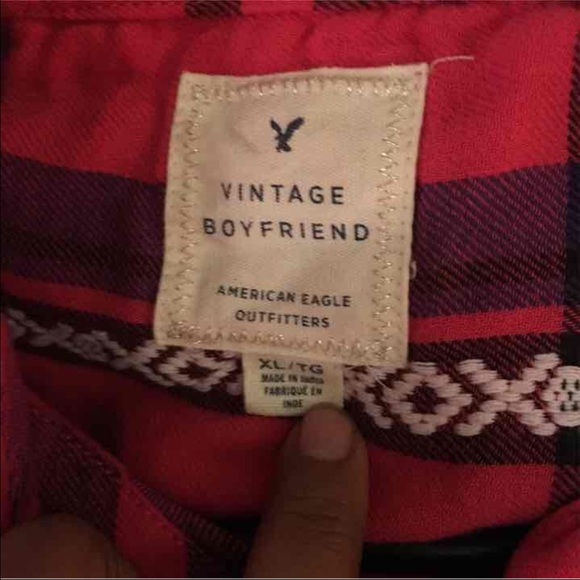 VINTAGE
BOYFRIEND
AMERICAN EAGLE
OUTFITTERS
XL/TG
MADE IN INDIA
FABRIQUÉ EN
INDE